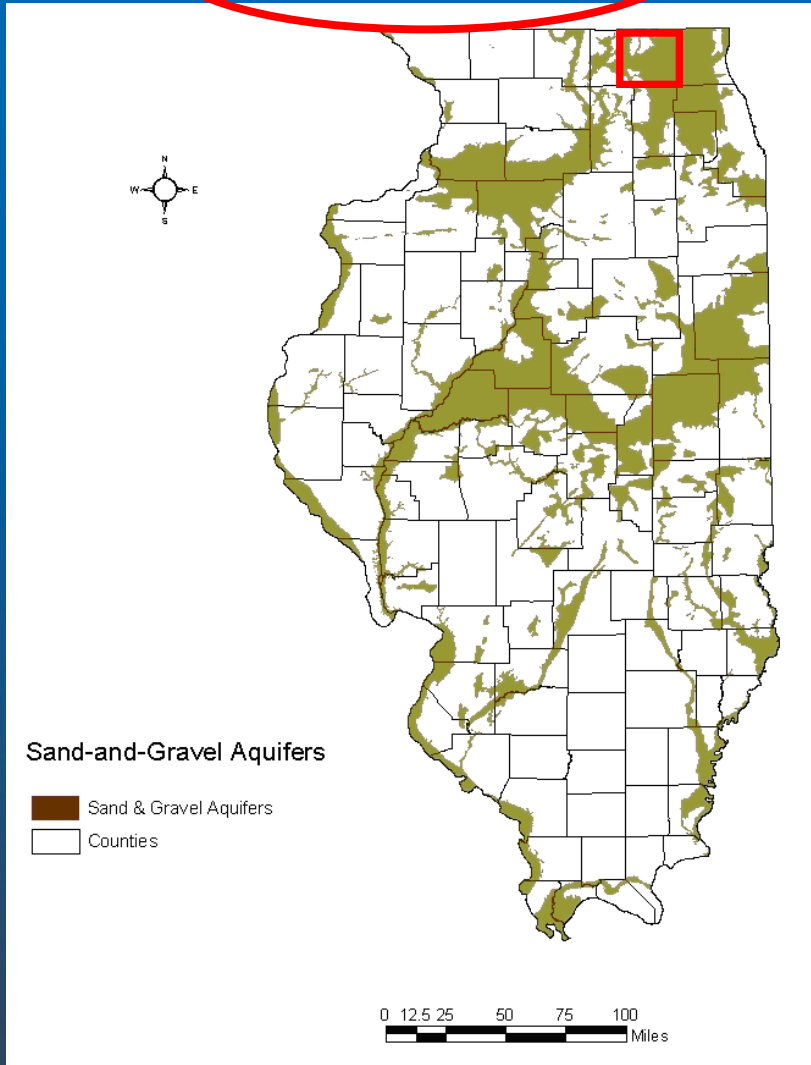 N
W E
S
Sand-and-Gravel Aquifers
Sand & Gravel Aquifers
Counties
0 12.5 25 50 75 100
Miles